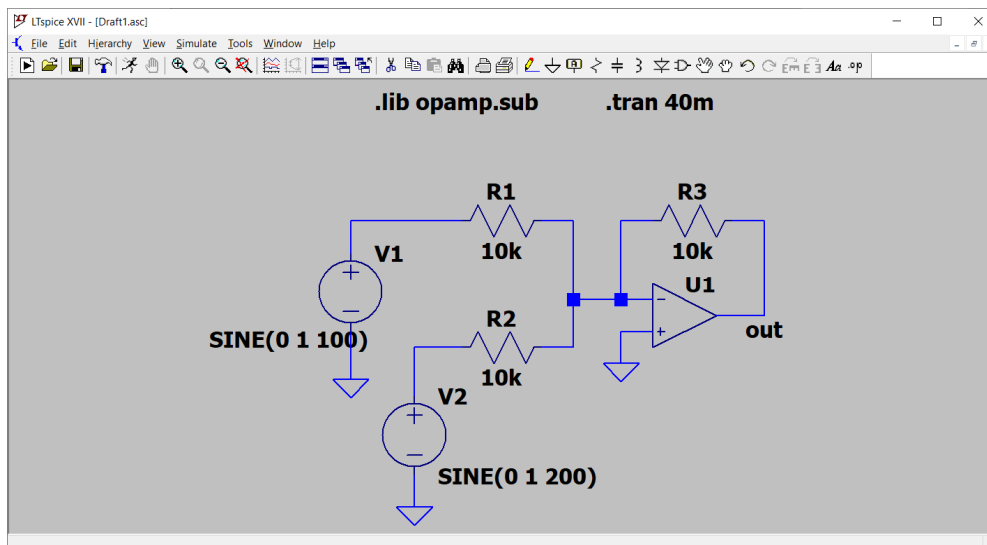 LTspice XVII - [Draft1.asc]
File Edit Hierarchy View Simulate Tools Window Help
.lib opamp.sub .tran 40m
R1 R3
10k 10k
V1 U1
SINE(0 1 100)
R2
out
10k
V2
SINE(0 1 200)